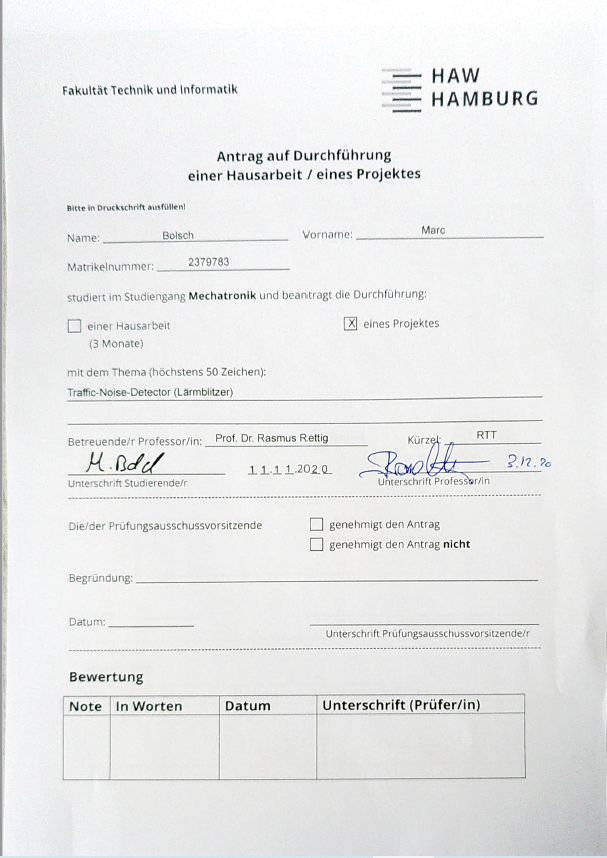 Fakultät Technik und Informatik
HAW
HAMBURG
Antrag auf Durchführung
einer Hausarbeit / eines Projektes
Bitte in Druckschrift ausfüllen!
Name: Bolsch Vorname: Marc
Matrikelnummer: 2379783
studiert im Studiengang Mechatronik und beantragt die Durchführung:
einer Hausarbeit X eines Projektes
(3 Monate)
mit dem Thema (höchstens 50 Zeichen):
Traffic-Noise-Detector (Lärmblitzer)
Betreuende/r Professor/in: Prof. Dr. Rasmus Rettig Kürzel: RTT
11.11.2020 3.12.20
Unterschrift Studierende/r Unterschrift Professor/in
Die/der Prüfungsausschussvorsitzende genehmigt den Antrag
genehmigt den Antrag nicht
Begründung:
Datum:
Unterschrift Prüfungsausschussvorsitzende/r
Bewertung
Note In Worten Datum Unterschrift (Prüfer/in)